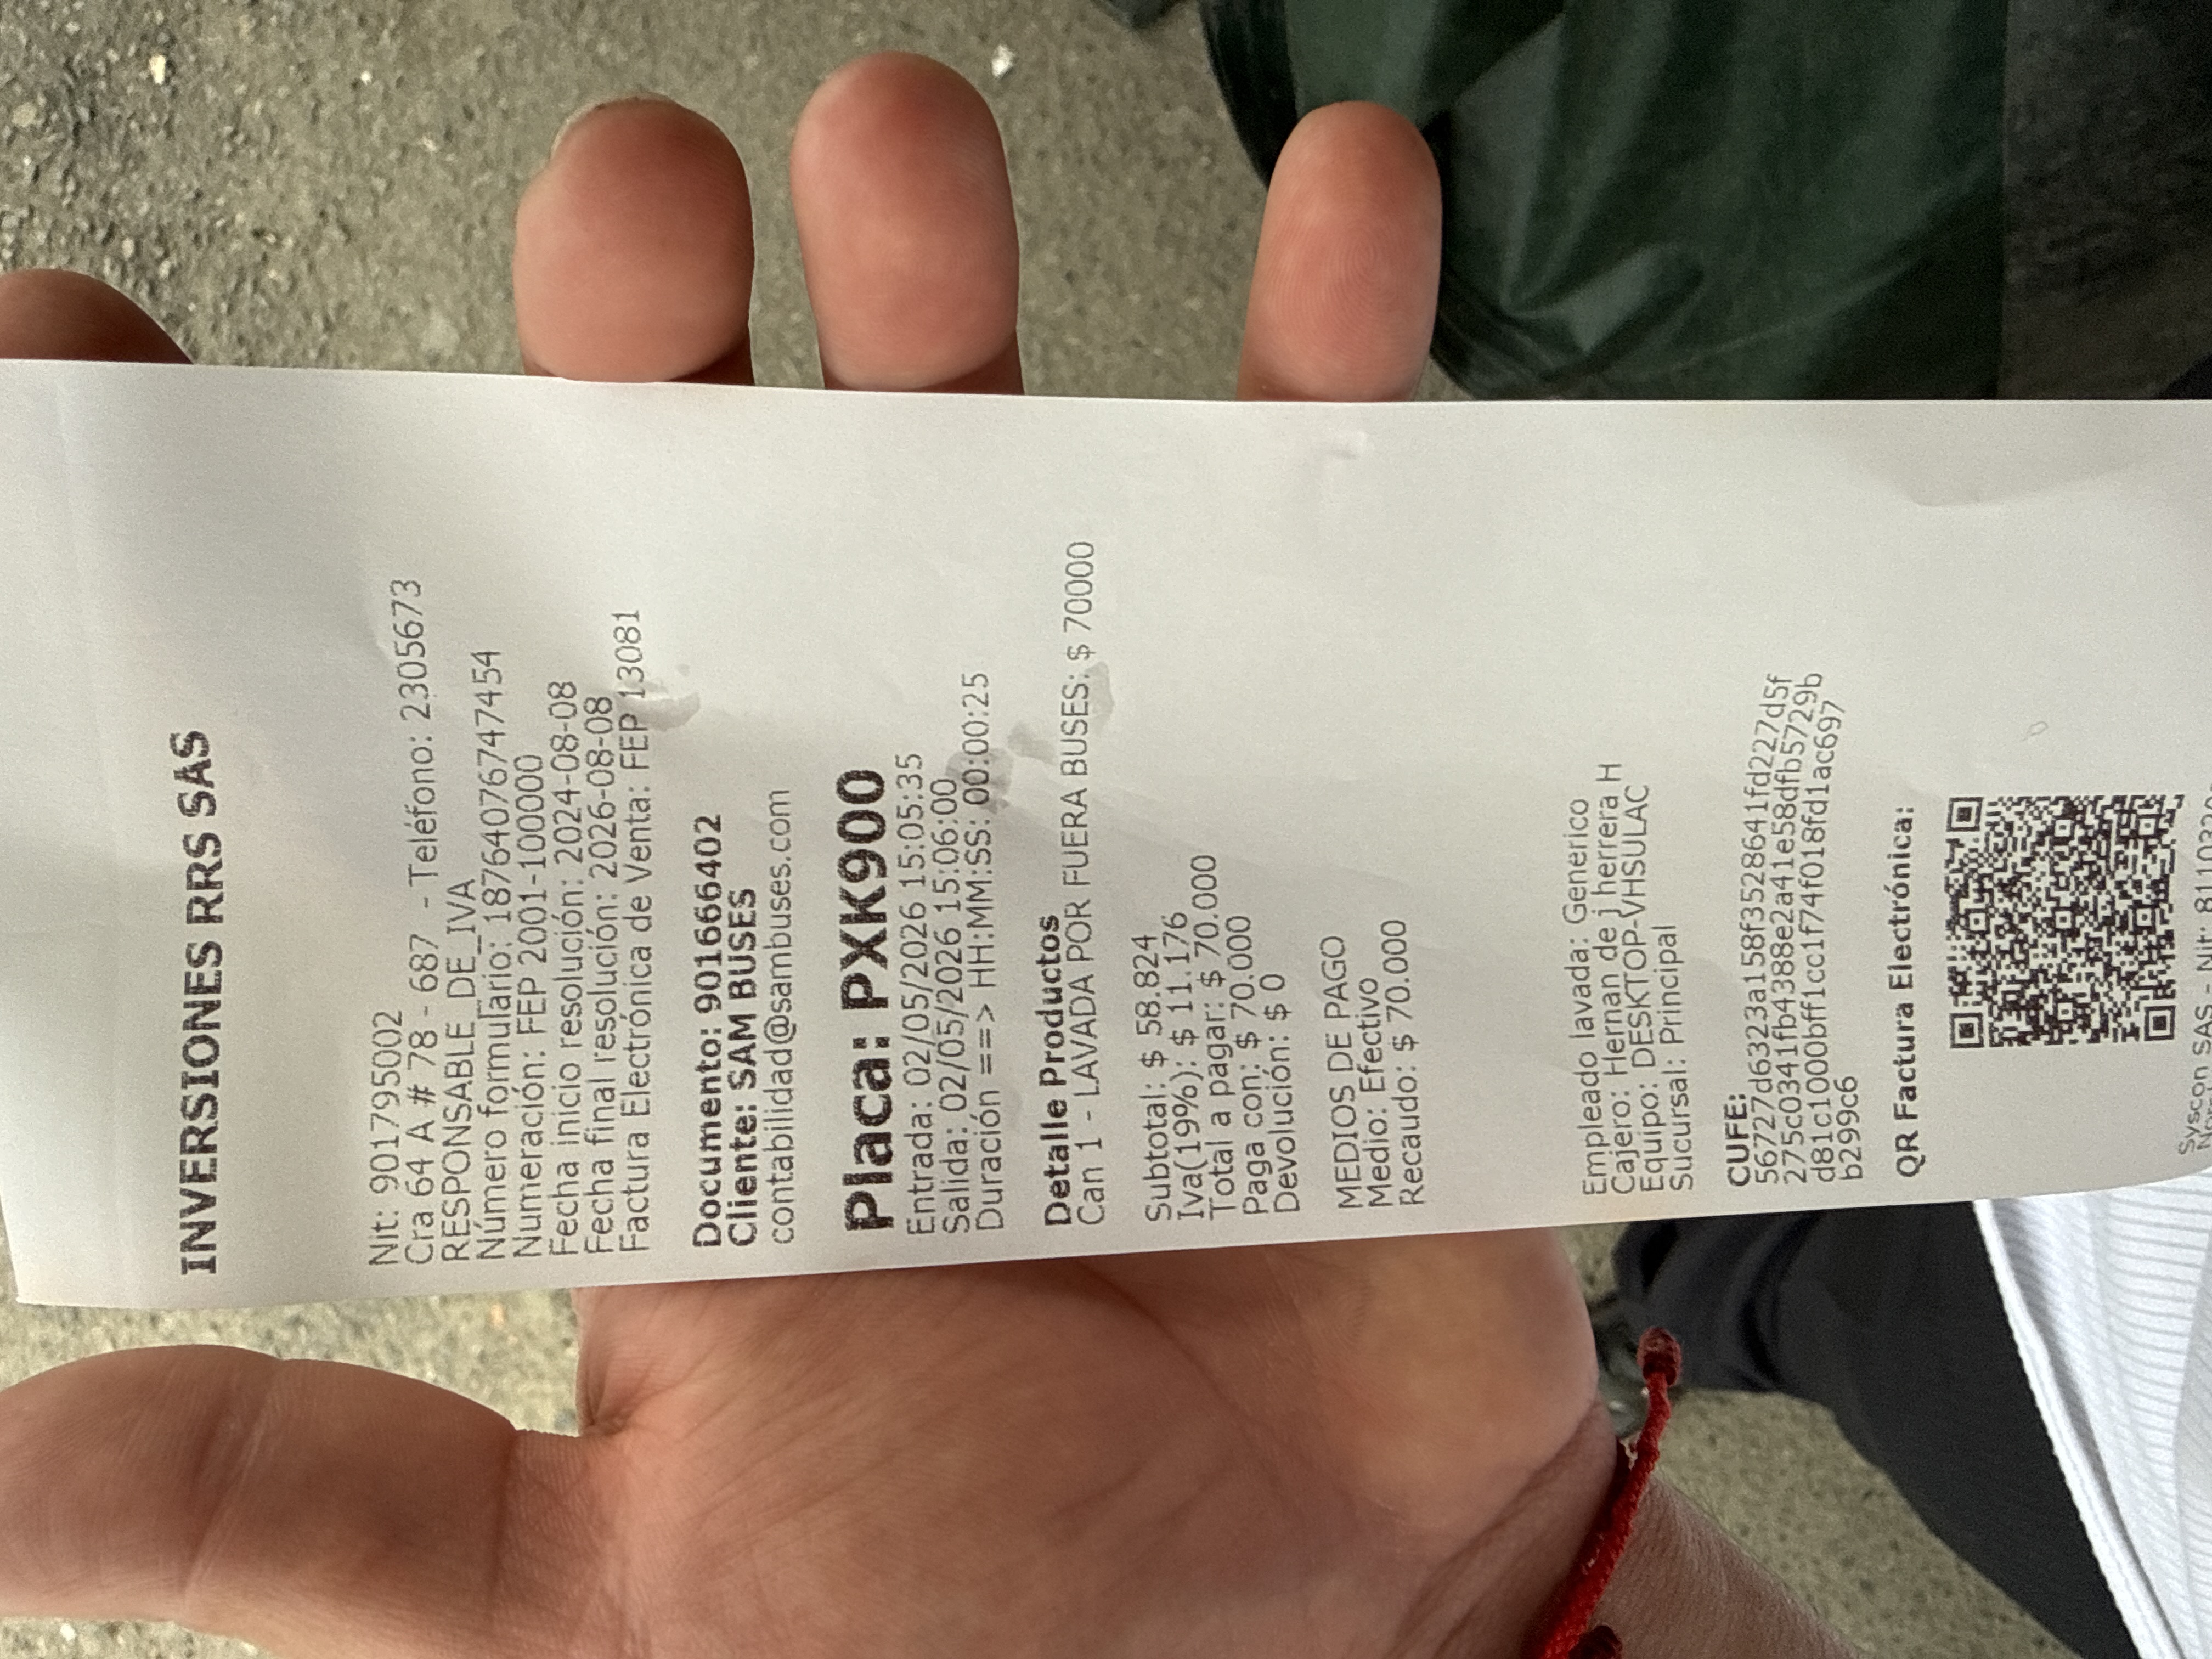 INVERSIONES RRS SAS
Nit: 901795002
Cra 64 A # 78 - 687 - Teléfono: 2305673
RESPONSABLE_DE_IVA
Número formulario: 18764076747454
Numeración: FEP 2001-100000
Fecha inicio resolución: 2024-08-08
Fecha final resolución: 2026-08-08
Factura Electrónica de Venta: FEP 13081
Documento: 901666402
Cliente: SAM BUSES
contabilidad@sambuses.com
Placa: PXK900
Entrada: 02/05/2026 15:05:35
Salida: 02/05/2026 15:06:00
Duración ==> HH:MM:SS: 00:00:25
Detalle Productos
Can 1 - LAVADA POR FUERA BUSES: $ 70000
Subtotal: $ 58.824
Iva(19%): $ 11.176
Total a pagar: $ 70.000
Paga con: $ 70.000
Devolución: $ 0
MEDIOS DE PAGO
Medio: Efectivo
Recaudo: $ 70.000
Empleado lavada: Generico
Cajero: Hernan de j herrera H
Equipo: DESKTOP-VHSULAC
Sucursal: Principal
CUFE:
56727d6323a158f3528641fd227d5f
275c0341fb4388e2a41e58dfb5729b
d81c1000bff1cc1f74f018fd1ac697
b299c6
QR Factura Electrónica:
Syscon SAS - Nit: